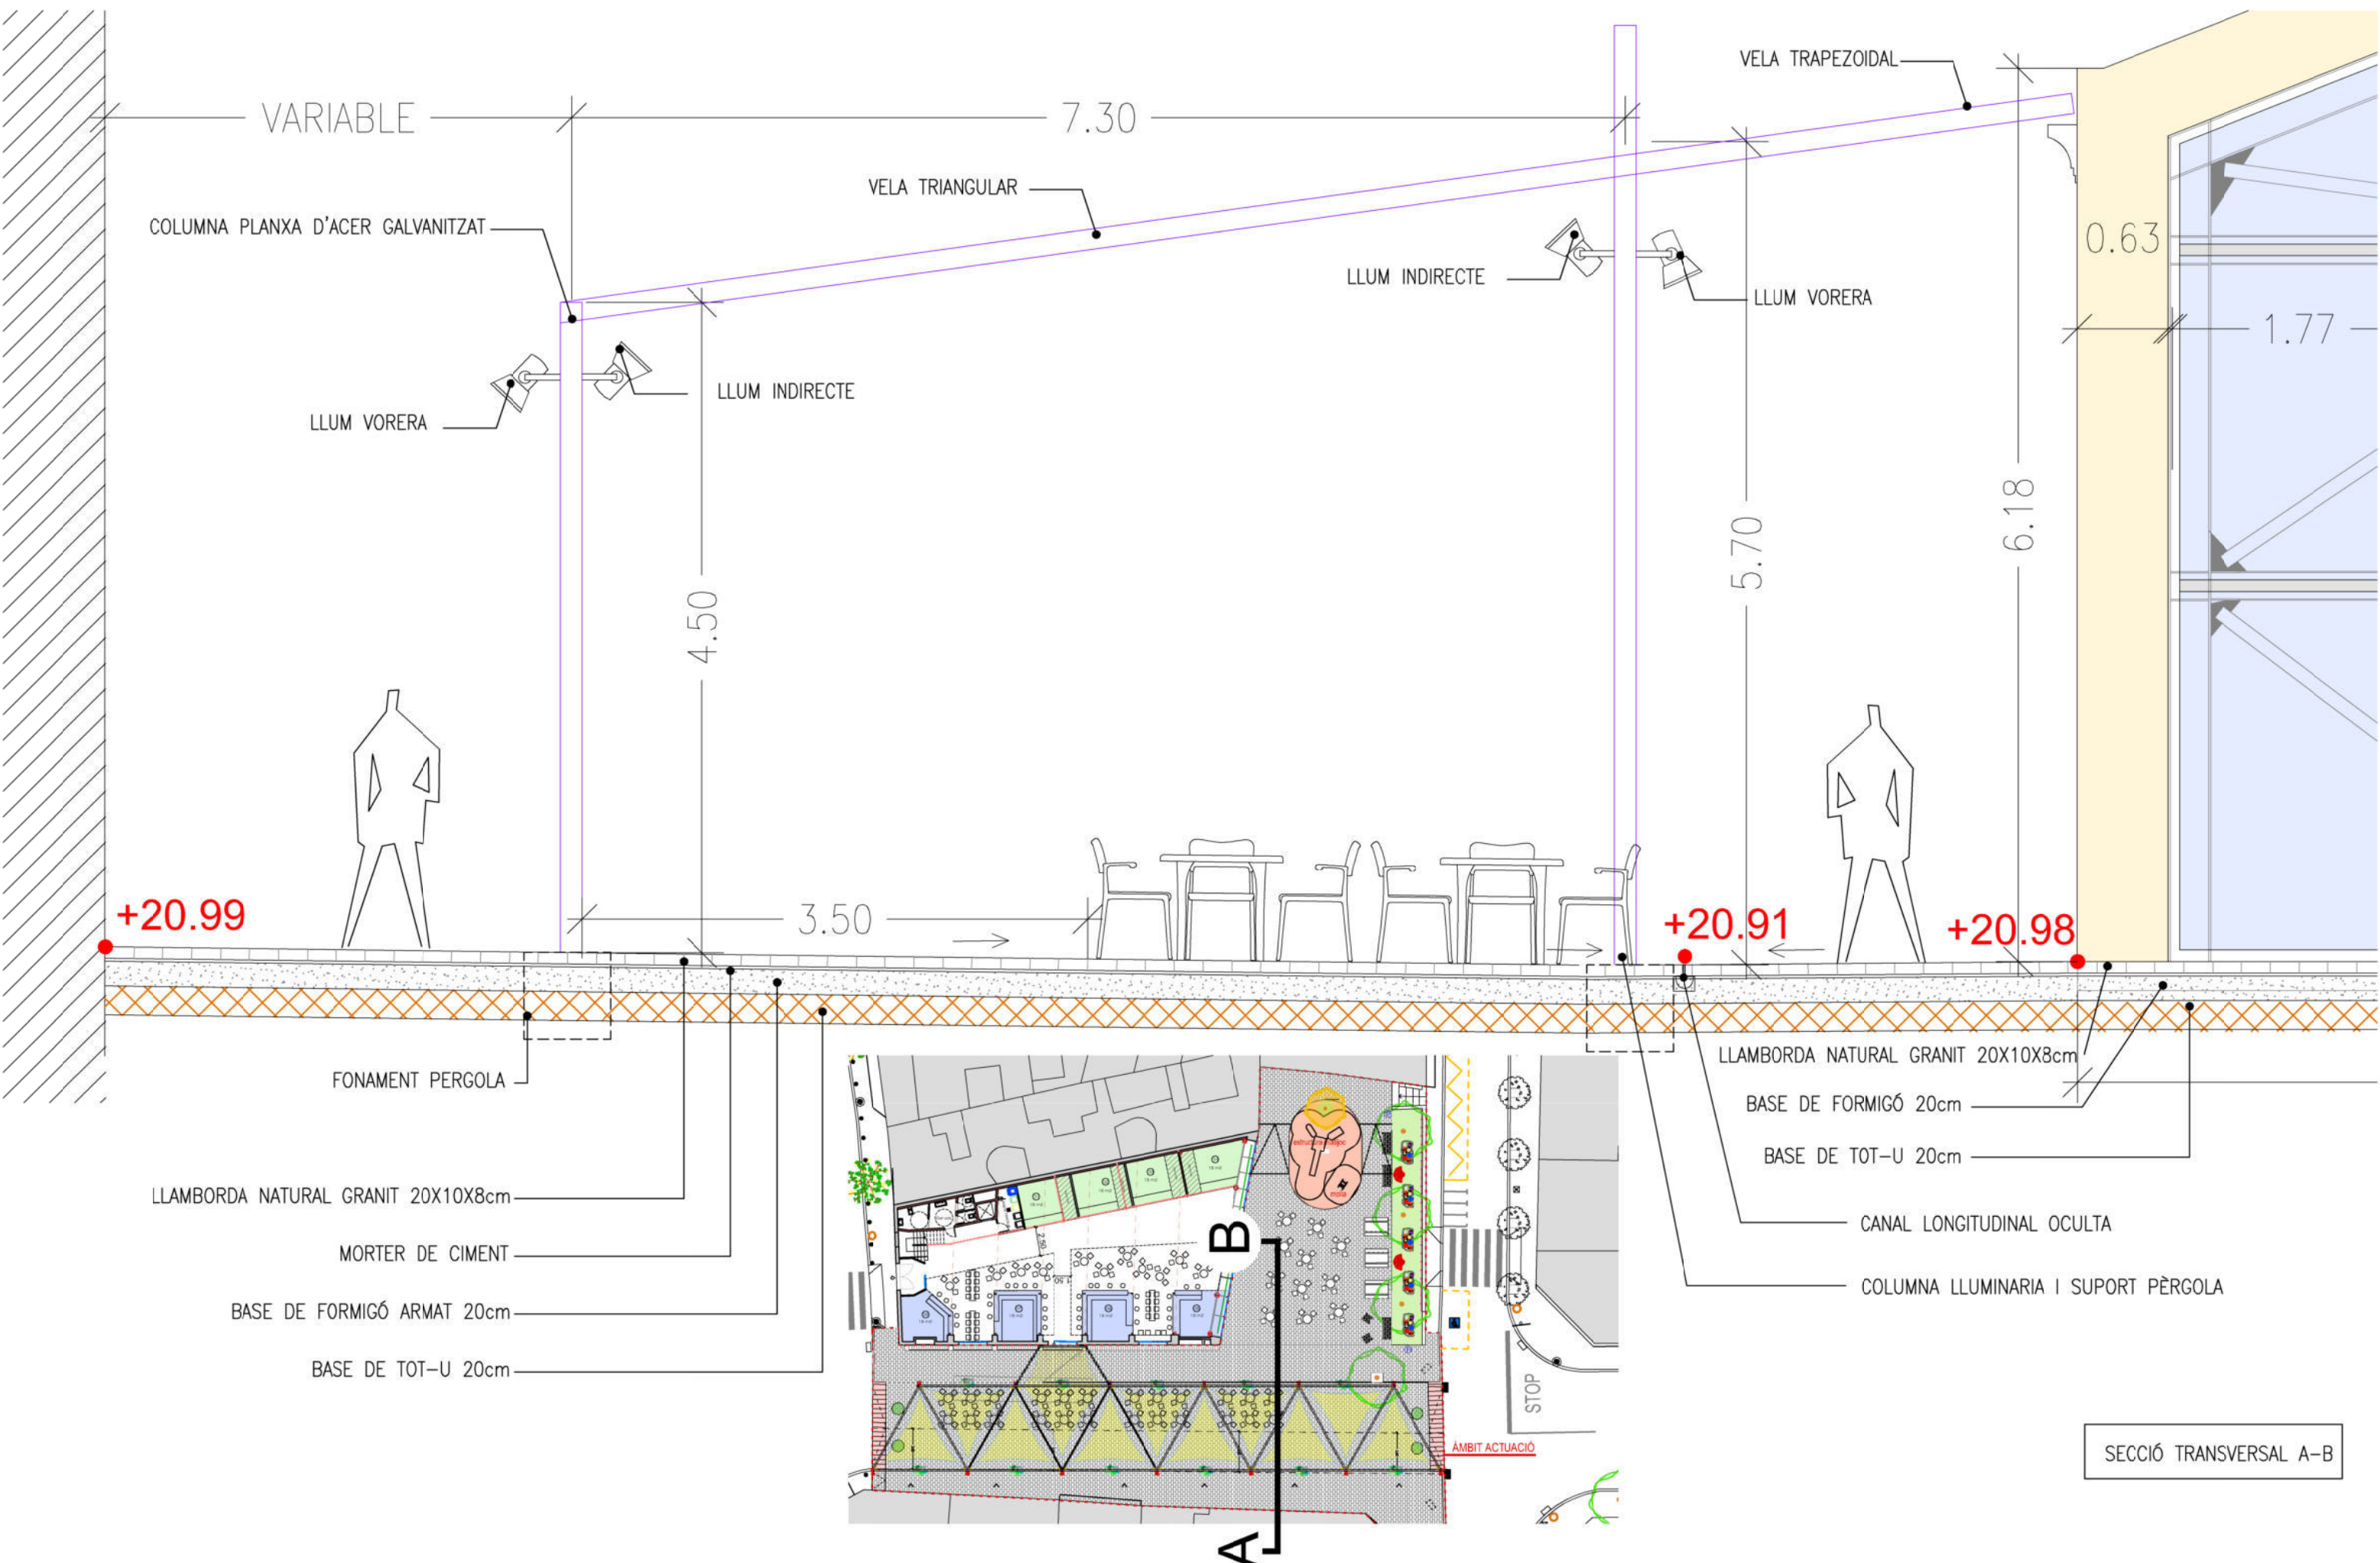 VELA TRAPEZOIDAL
VARIABLE
7.30
VELA TRIANGULAR
COLUMNA PLANXA D'ACER GALVANITZAT
0.63
LLUM INDIRECTE
LLUM VORERA
1.77
LLUM INDIRECTE
LLUM VORERA
6.18
5.70
4.50
+20.99
3.50
+20.91
+20.98
FONAMENT PERGOLA
LLAMBORDA NATURAL GRANIT 20X10X8cm
BASE DE FORMIGÓ 20cm
BASE DE TOT-U 20cm
LLAMBORDA NATURAL GRANIT 20X10X8cm
CANAL LONGITUDINAL OCULTA
MORTER DE CIMENT
COLUMNA LLUMINARIA I SUPORT PÈRGOLA
BASE DE FORMIGÓ ARMAT 20cm
BASE DE TOT-U 20cm
2.50
B
STOP
ÀMBIT ACTUACIÓ
A
SECCIÓ TRANSVERSAL A-B